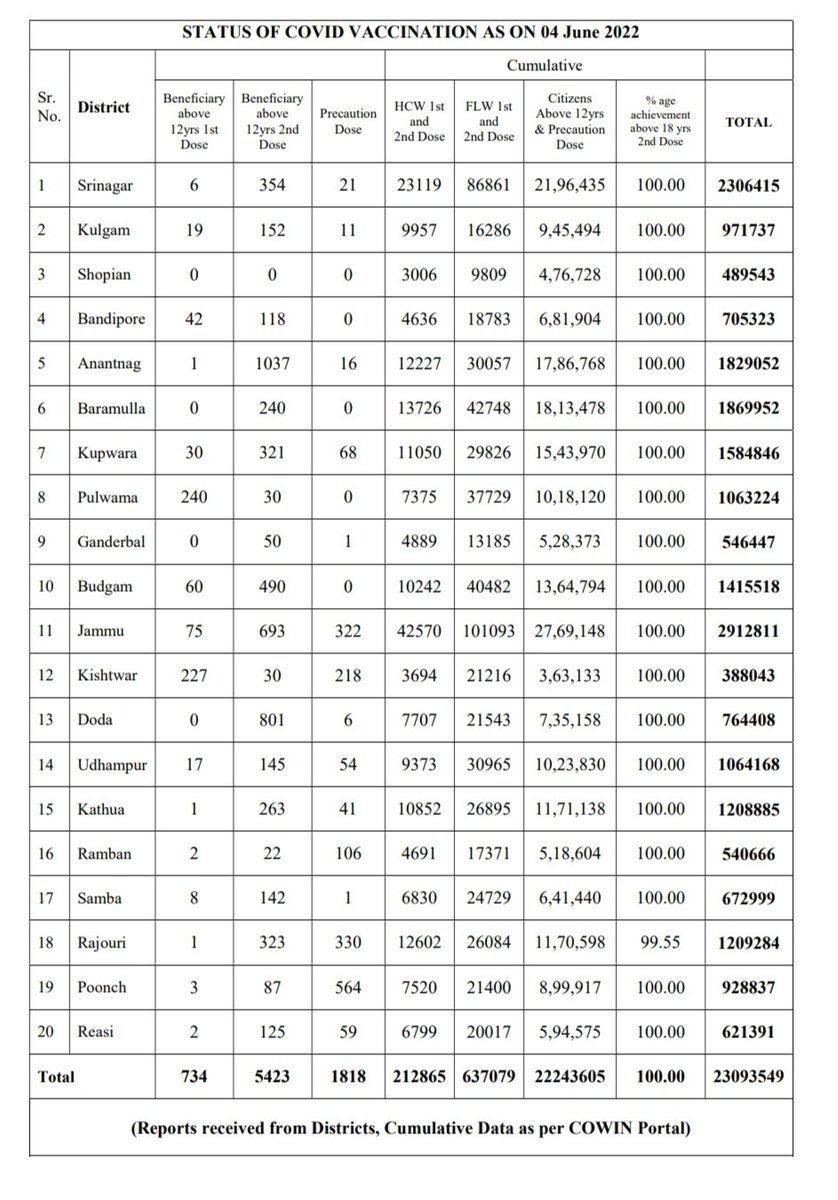 STATUS OF COVID VACCINATION AS ON 04 June 2022
Cumulative
Sr. No. District Beneficiary above 12yrs 1st Dose Beneficiary above 12yrs 2nd Dose Precaution Dose HCW 1st and 2nd Dose FLW 1st and 2nd Dose Citizens Above 12yrs & Precaution Dose % age achievement above 18 yrs 2nd Dose TOTAL
1 Srinagar 6 354 21 23119 86861 21,96,435 100.00 2306415
2 Kulgam 19 152 11 9957 16286 9,45,494 100.00 971737
3 Shopian 0 0 0 3006 9809 4,76,728 100.00 489543
4 Bandipore 42 118 0 4636 18783 6,81,904 100.00 705323
5 Anantnag 1 1037 16 12227 30057 17,86,768 100.00 1829052
6 Baramulla 0 240 0 13726 42748 18,13,478 100.00 1869952
7 Kupwara 30 321 68 11050 29826 15,43,970 100.00 1584846
8 Pulwama 240 30 0 7375 37729 10,18,120 100.00 1063224
9 Ganderbal 0 50 1 4889 13185 5,28,373 100.00 546447
10 Budgam 60 490 0 10242 40482 13,64,794 100.00 1415518
11 Jammu 75 693 322 42570 101093 27,69,148 100.00 2912811
12 Kishtwar 227 30 218 3694 21216 3,63,133 100.00 388043
13 Doda 0 801 6 7707 21543 7,35,158 100.00 764408
14 Udhampur 17 145 54 9373 30965 10,23,830 100.00 1064168
15 Kathua 1 263 41 10852 26895 11,71,138 100.00 1208885
16 Ramban 2 22 106 4691 17371 5,18,604 100.00 540666
17 Samba 8 142 1 6830 24729 6,41,440 100.00 672999
18 Rajouri 1 323 330 12602 26084 11,70,598 99.55 1209284
19 Poonch 3 87 564 7520 21400 8,99,917 100.00 928837
20 Reasi 2 125 59 6799 20017 5,94,575 100.00 621391
Total 734 5423 1818 212865 637079 22243605 100.00 23093549
(Reports received from Districts, Cumulative Data as per COWIN Portal)